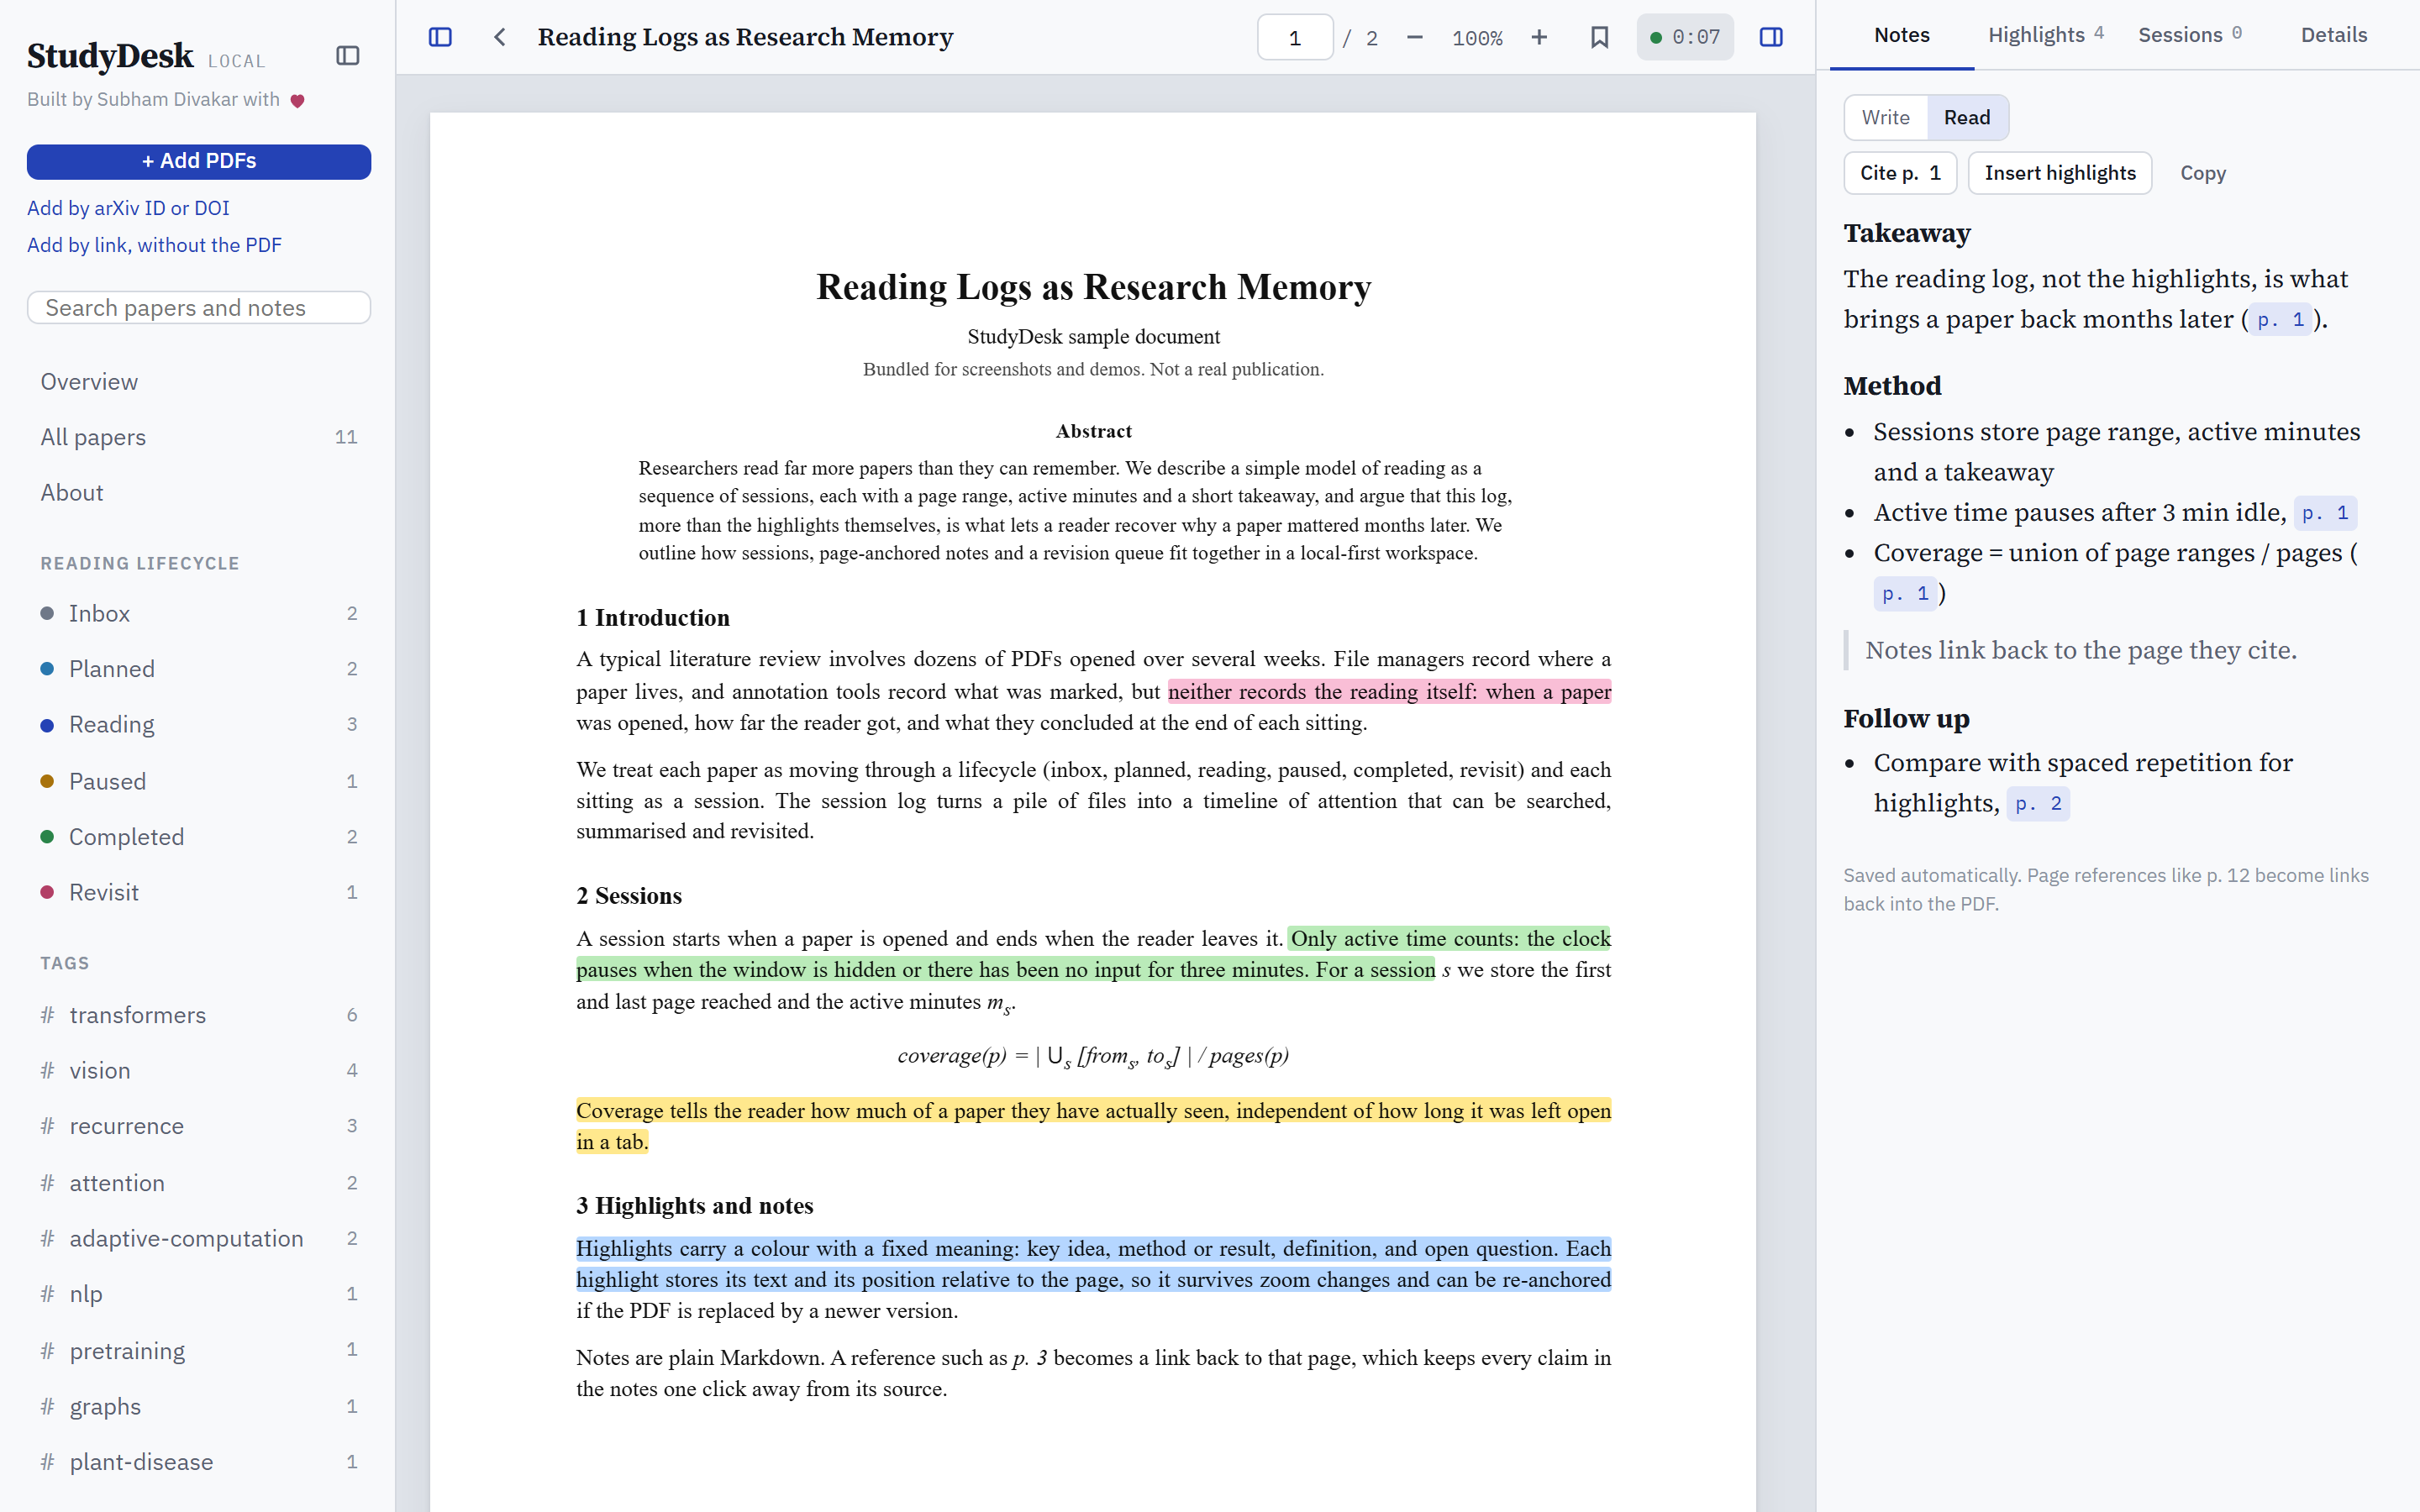 StudyDesk LOCAL
Built by Subham Divakar with
+ Add PDFs
Add by arXiv ID or DOI
Add by link, without the PDF
Search papers and notes
Overview
All papers 11
About
READING LIFECYCLE
Inbox 2
Planned 2
Reading 3
Paused 1
Completed 2
Revisit 1
TAGS
# transformers 6
# vision 4
# recurrence 3
# attention 2
# adaptive-computation 2
# nlp 1
# pretraining 1
# graphs 1
# plant-disease 1
Reading Logs as Research Memory
1 / 2 − 100% + 0:07
Reading Logs as Research Memory
StudyDesk sample document
Bundled for screenshots and demos. Not a real publication.
Abstract
Researchers read far more papers than they can remember. We describe a simple model of reading as a
sequence of sessions, each with a page range, active minutes and a short takeaway, and argue that this log,
more than the highlights themselves, is what lets a reader recover why a paper mattered months later. We
outline how sessions, page-anchored notes and a revision queue fit together in a local-first workspace.
1 Introduction
A typical literature review involves dozens of PDFs opened over several weeks. File managers record where a
paper lives, and annotation tools record what was marked, but neither records the reading itself: when a paper
was opened, how far the reader got, and what they concluded at the end of each sitting.
We treat each paper as moving through a lifecycle (inbox, planned, reading, paused, completed, revisit) and each
sitting as a session. The session log turns a pile of files into a timeline of attention that can be searched,
summarised and revisited.
2 Sessions
A session starts when a paper is opened and ends when the reader leaves it. Only active time counts: the clock
pauses when the window is hidden or there has been no input for three minutes. For a session s we store the first
and last page reached and the active minutes m_s.
coverage(p) = | ∪_s [from_s, to_s] | / pages(p)
Coverage tells the reader how much of a paper they have actually seen, independent of how long it was left open
in a tab.
3 Highlights and notes
Highlights carry a colour with a fixed meaning: key idea, method or result, definition, and open question. Each
highlight stores its text and its position relative to the page, so it survives zoom changes and can be re-anchored
if the PDF is replaced by a newer version.
Notes are plain Markdown. A reference such as p. 3 becomes a link back to that page, which keeps every claim in
the notes one click away from its source.
Notes Highlights 4 Sessions 0 Details
Write Read
Cite p. 1 Insert highlights Copy
Takeaway
The reading log, not the highlights, is what
brings a paper back months later (p. 1).
Method
• Sessions store page range, active minutes
and a takeaway
• Active time pauses after 3 min idle, p. 1
• Coverage = union of page ranges / pages (
p. 1)
Notes link back to the page they cite.
Follow up
• Compare with spaced repetition for
highlights, p. 2
Saved automatically. Page references like p. 12 become links
back into the PDF.